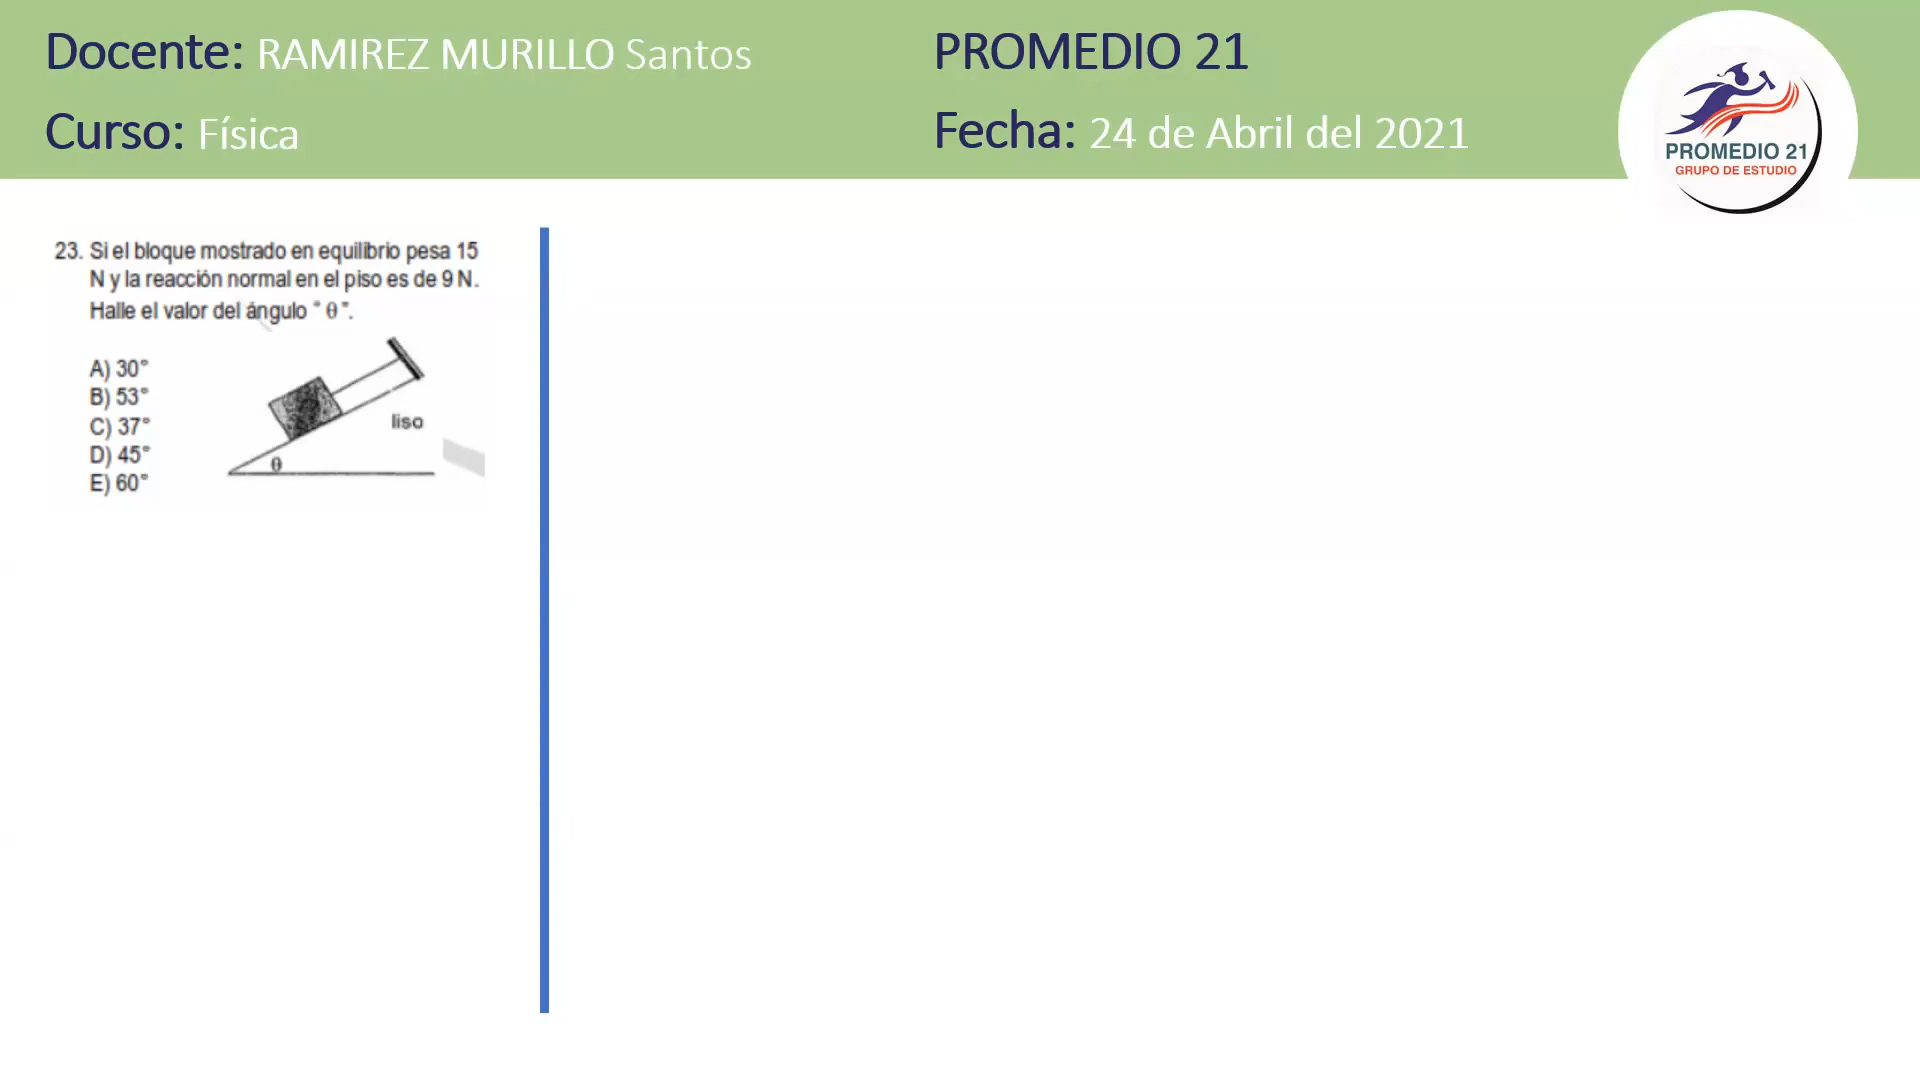 Docente: RAMIREZ MURILLO Santos
Curso: Física
PROMEDIO 21
Fecha: 24 de Abril del 2021
PROMEDIO 21
GRUPO DE ESTUDIO
23. Si el bloque mostrado en equilibrio pesa 15
N y la reacción normal en el piso es de 9 N.
Halle el valor del ángulo " θ ".
A) 30°
B) 53°
C) 37°
D) 45°
E) 60°
liso
θ